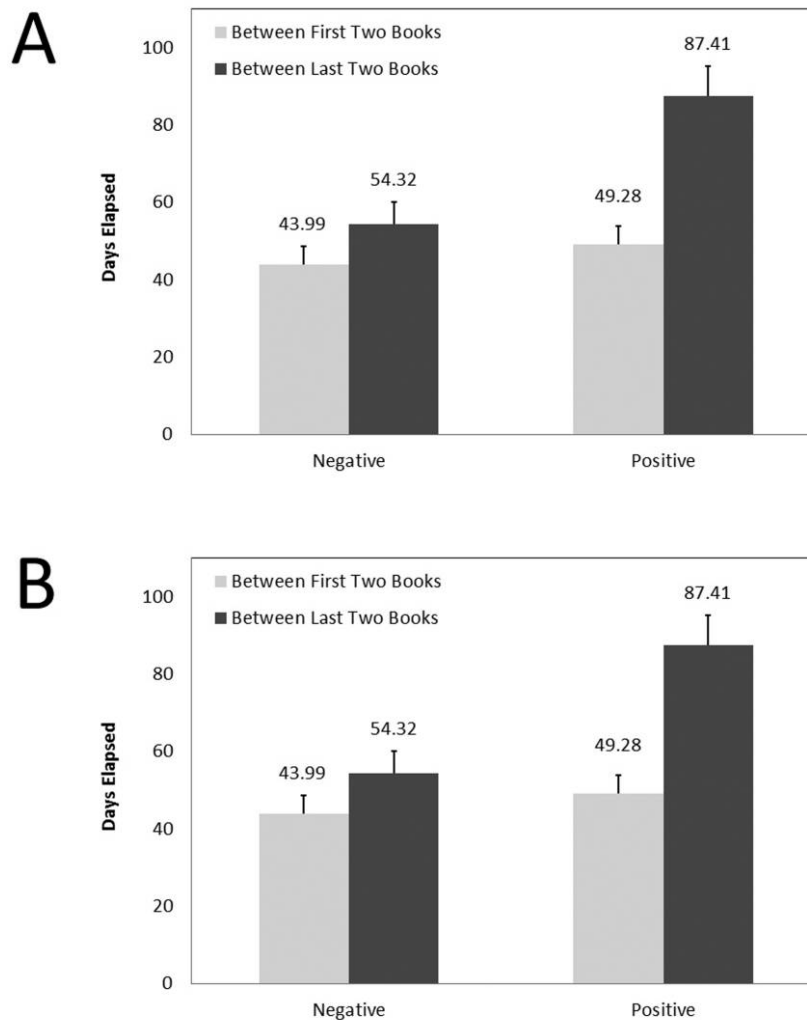 A
Between First Two Books
Between Last Two Books
Days Elapsed
100
80
60
40
20
0
43.99
54.32
49.28
87.41
Negative
Positive
B
Between First Two Books
Between Last Two Books
Days Elapsed
100
80
60
40
20
0
43.99
54.32
49.28
87.41
Negative
Positive